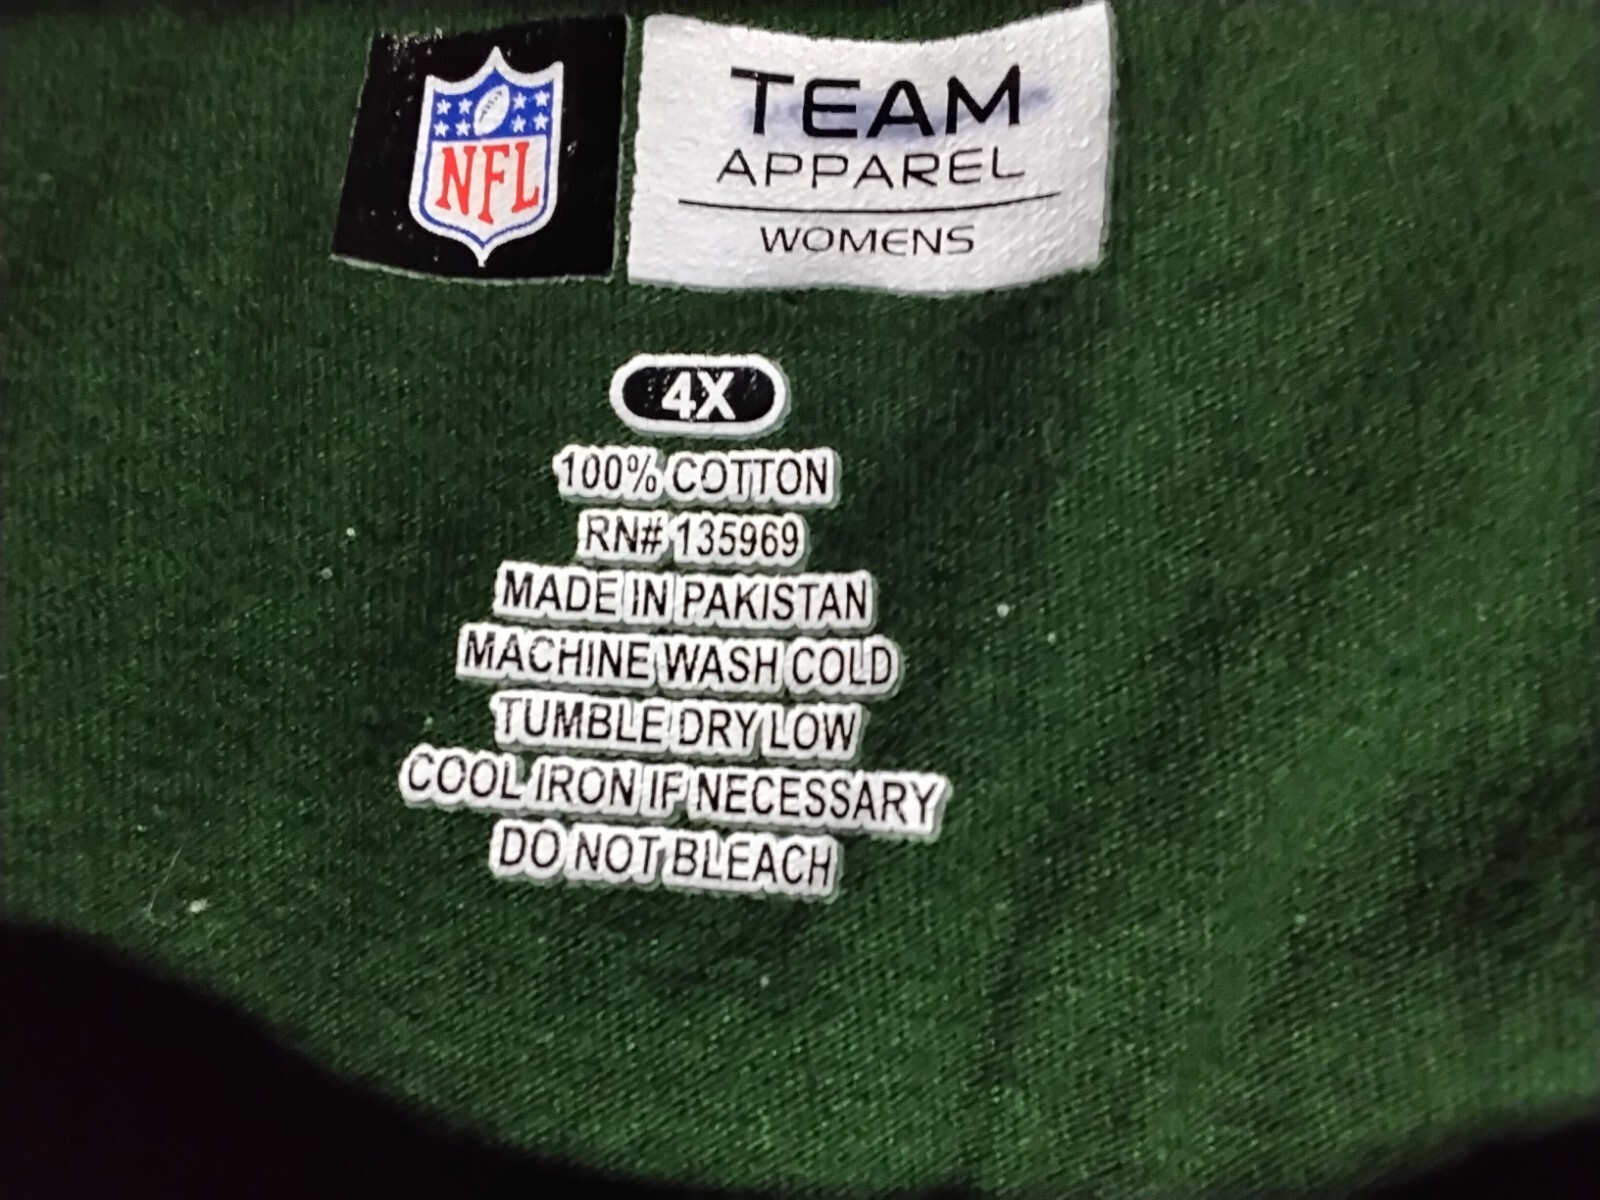 NFL
TEAM
APPAREL
WOMENS
4X
100% COTTON
RN# 135969
MADE IN PAKISTAN
MACHINE WASH COLD
TUMBLE DRY LOW
COOL IRON IF NECESSARY
DO NOT BLEACH